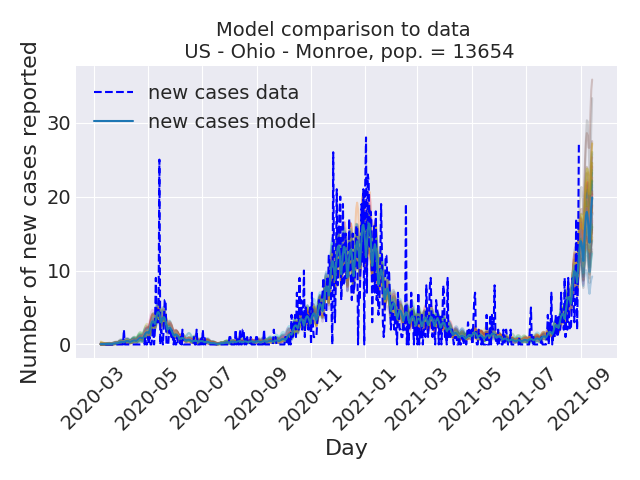 Model comparison to data
US - Ohio - Monroe, pop. = 13654
Number of new cases reported
new cases data
new cases model
30
20
10
0
2020-03
2020-05
2020-07
2020-09
2020-11
2021-01
2021-03
2021-05
2021-07
2021-09
Day